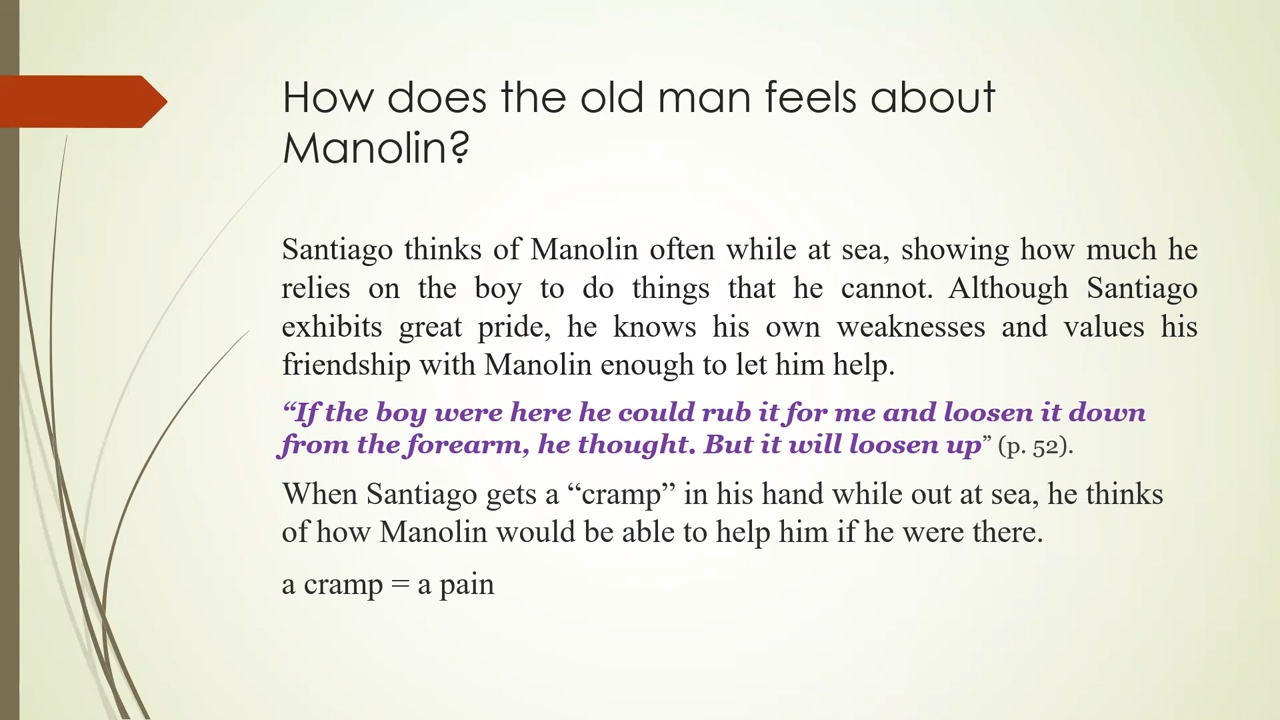 How does the old man feels about
Manolin?
Santiago thinks of Manolin often while at sea, showing how much he
relies on the boy to do things that he cannot. Although Santiago
exhibits great pride, he knows his own weaknesses and values his
friendship with Manolin enough to let him help.
“If the boy were here he could rub it for me and loosen it down
from the forearm, he thought. But it will loosen up” (p. 52).
When Santiago gets a “cramp” in his hand while out at sea, he thinks
of how Manolin would be able to help him if he were there.
a cramp = a pain